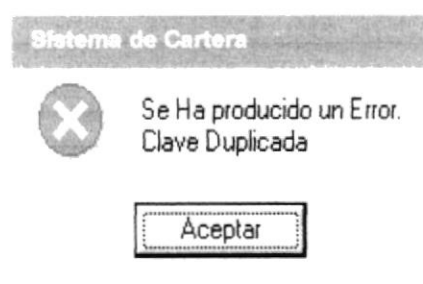 Sistema de Cartera
Se Ha producido un Error.
Clave Duplicada
Aceptar